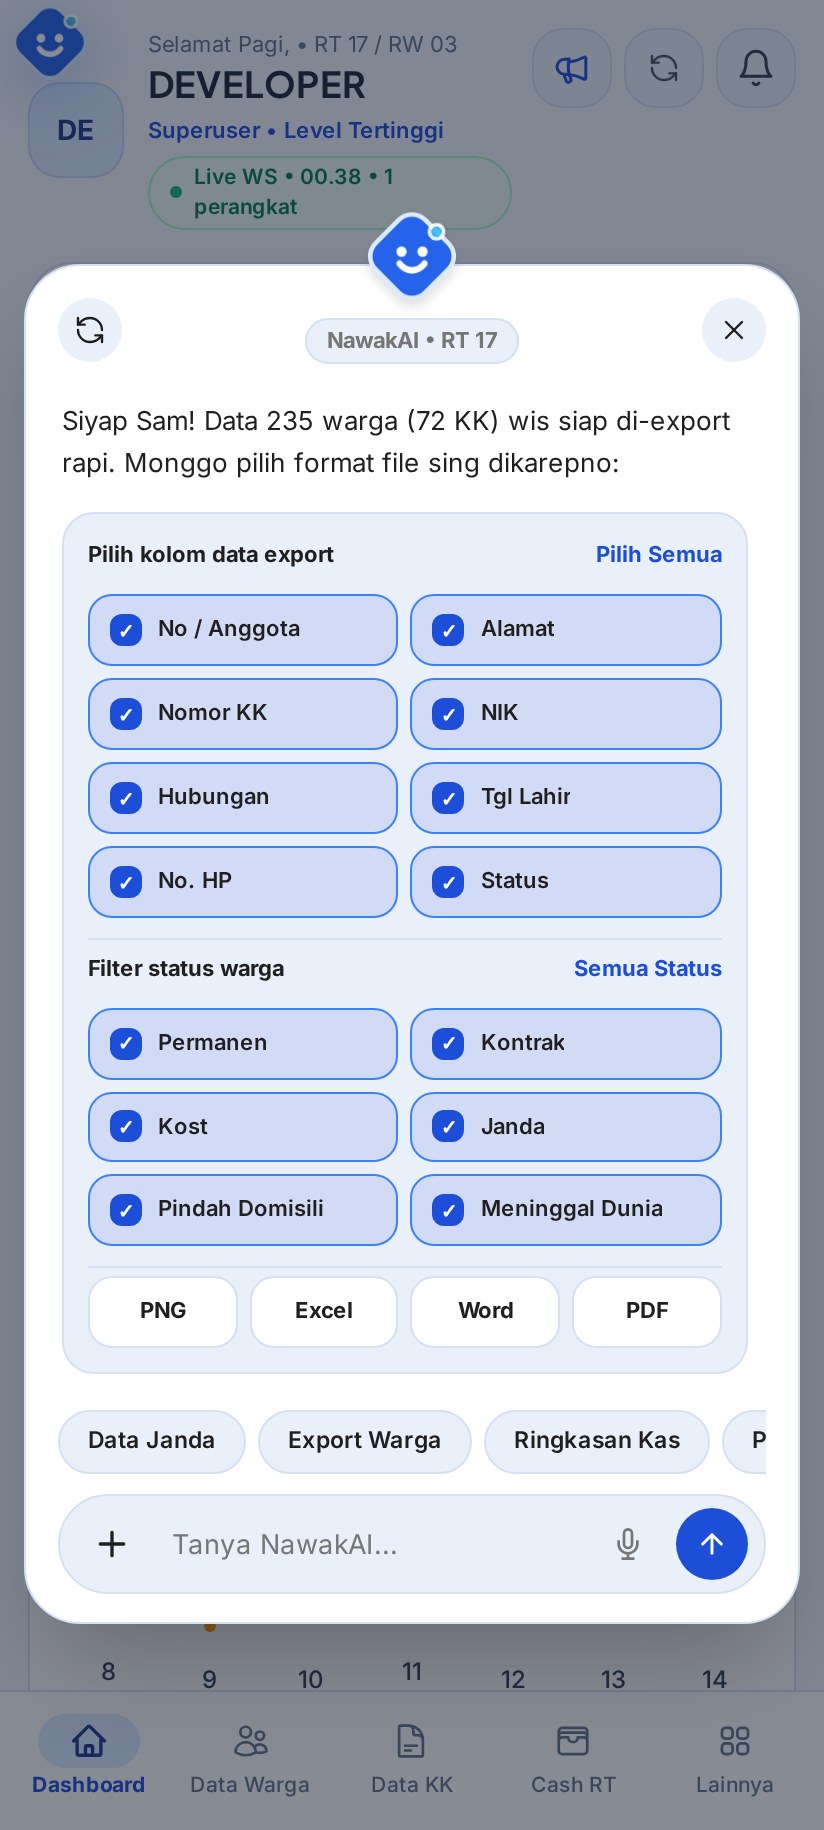 Selamat Pagi, • RT 17 / RW 03
DEVELOPER
DE
Superuser • Level Tertinggi
Live WS • 00.38 • 1
perangkat
NawakAI • RT 17
Siyap Sam! Data 235 warga (72 KK) wis siap di-export
rapi. Monggo pilih format file sing dikarepno:
Pilih kolom data export
Pilih Semua
No / Anggota
Alamat
Nomor KK
NIK
Hubungan
Tgl Lahir
No. HP
Status
Filter status warga
Semua Status
Permanen
Kontrak
Kost
Janda
Pindah Domisili
Meninggal Dunia
PNG
Excel
Word
PDF
Data Janda
Export Warga
Ringkasan Kas
P
Tanya NawakAI...
8
9
10
11
12
13
14
Dashboard
Data Warga
Data KK
Cash RT
Lainnya